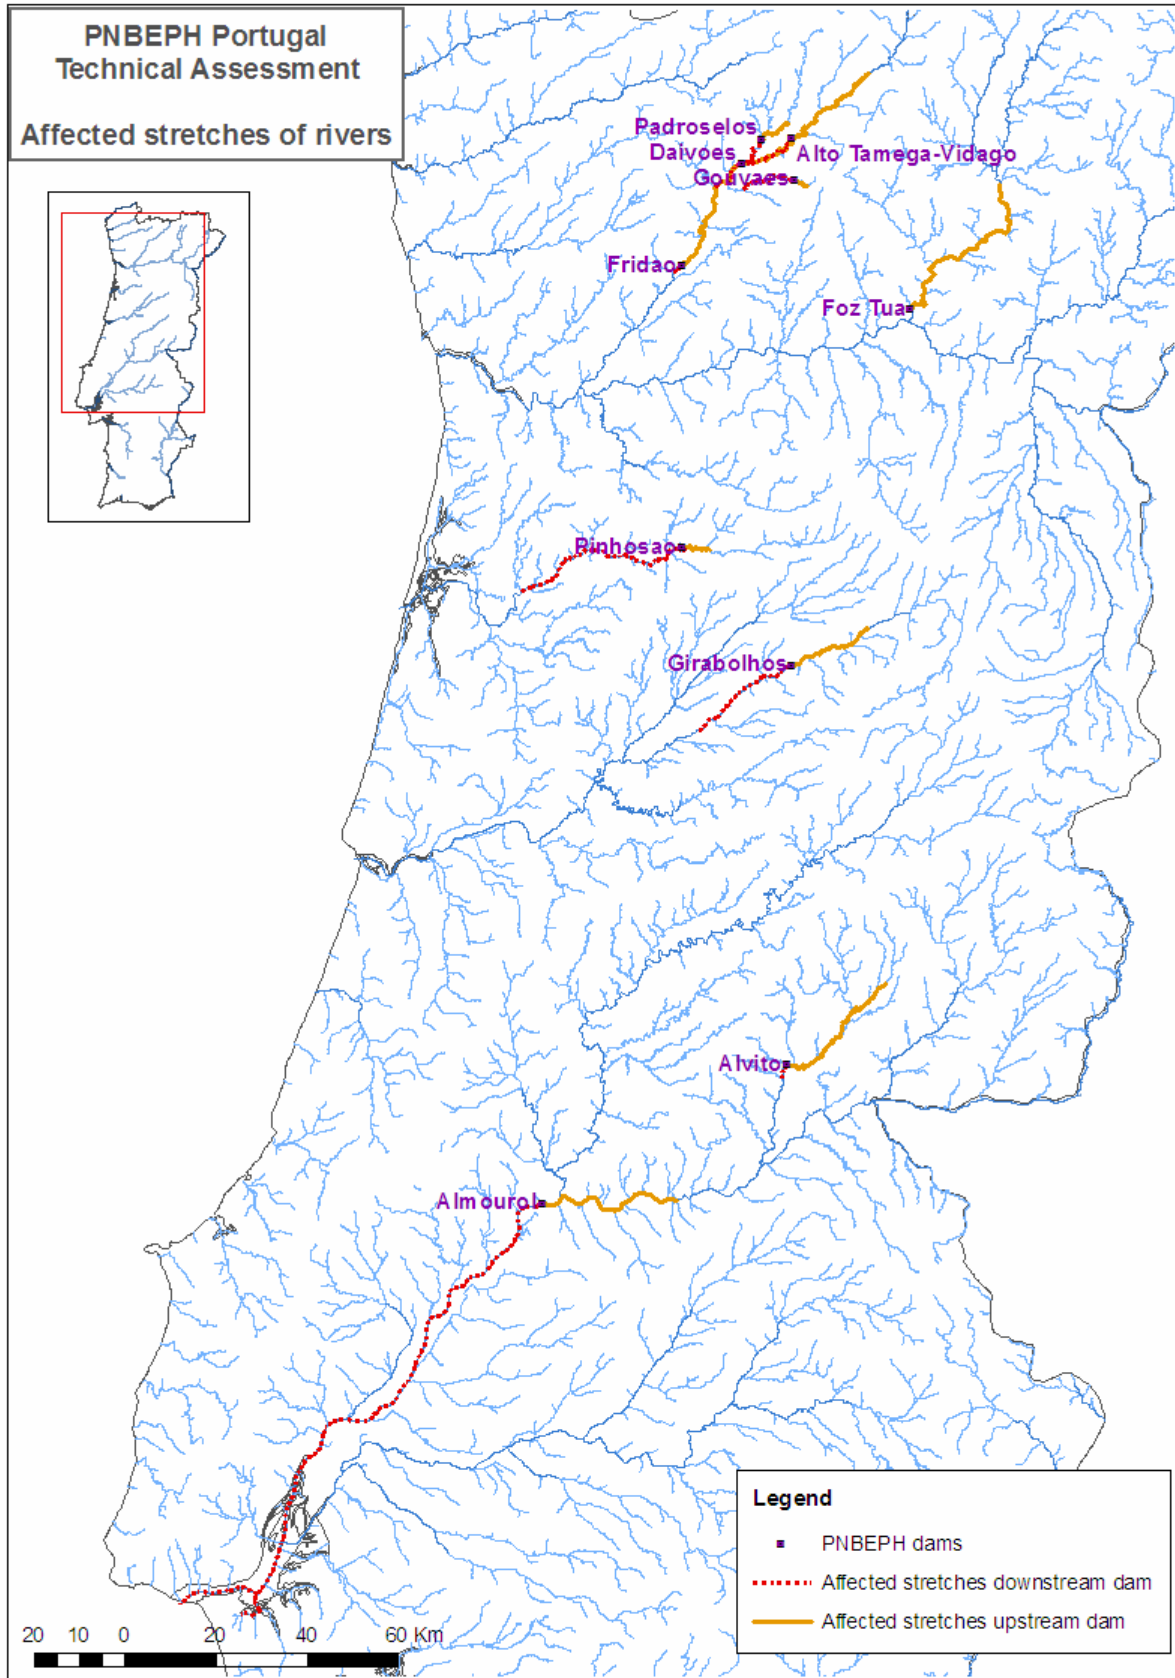 PNBEPH Portugal
Technical Assessment
Affected stretches of rivers
Padroselos
Daivoes
Alto Tamega-Vidago
Gouvaes
Fridao
Foz Tua
Pinhosao
Girabolhos
Alvito
Almourol
Legend
PNBEPH dams
Affected stretches downstream dam
Affected stretches upstream dam
20 10 0 20 40 60 Km